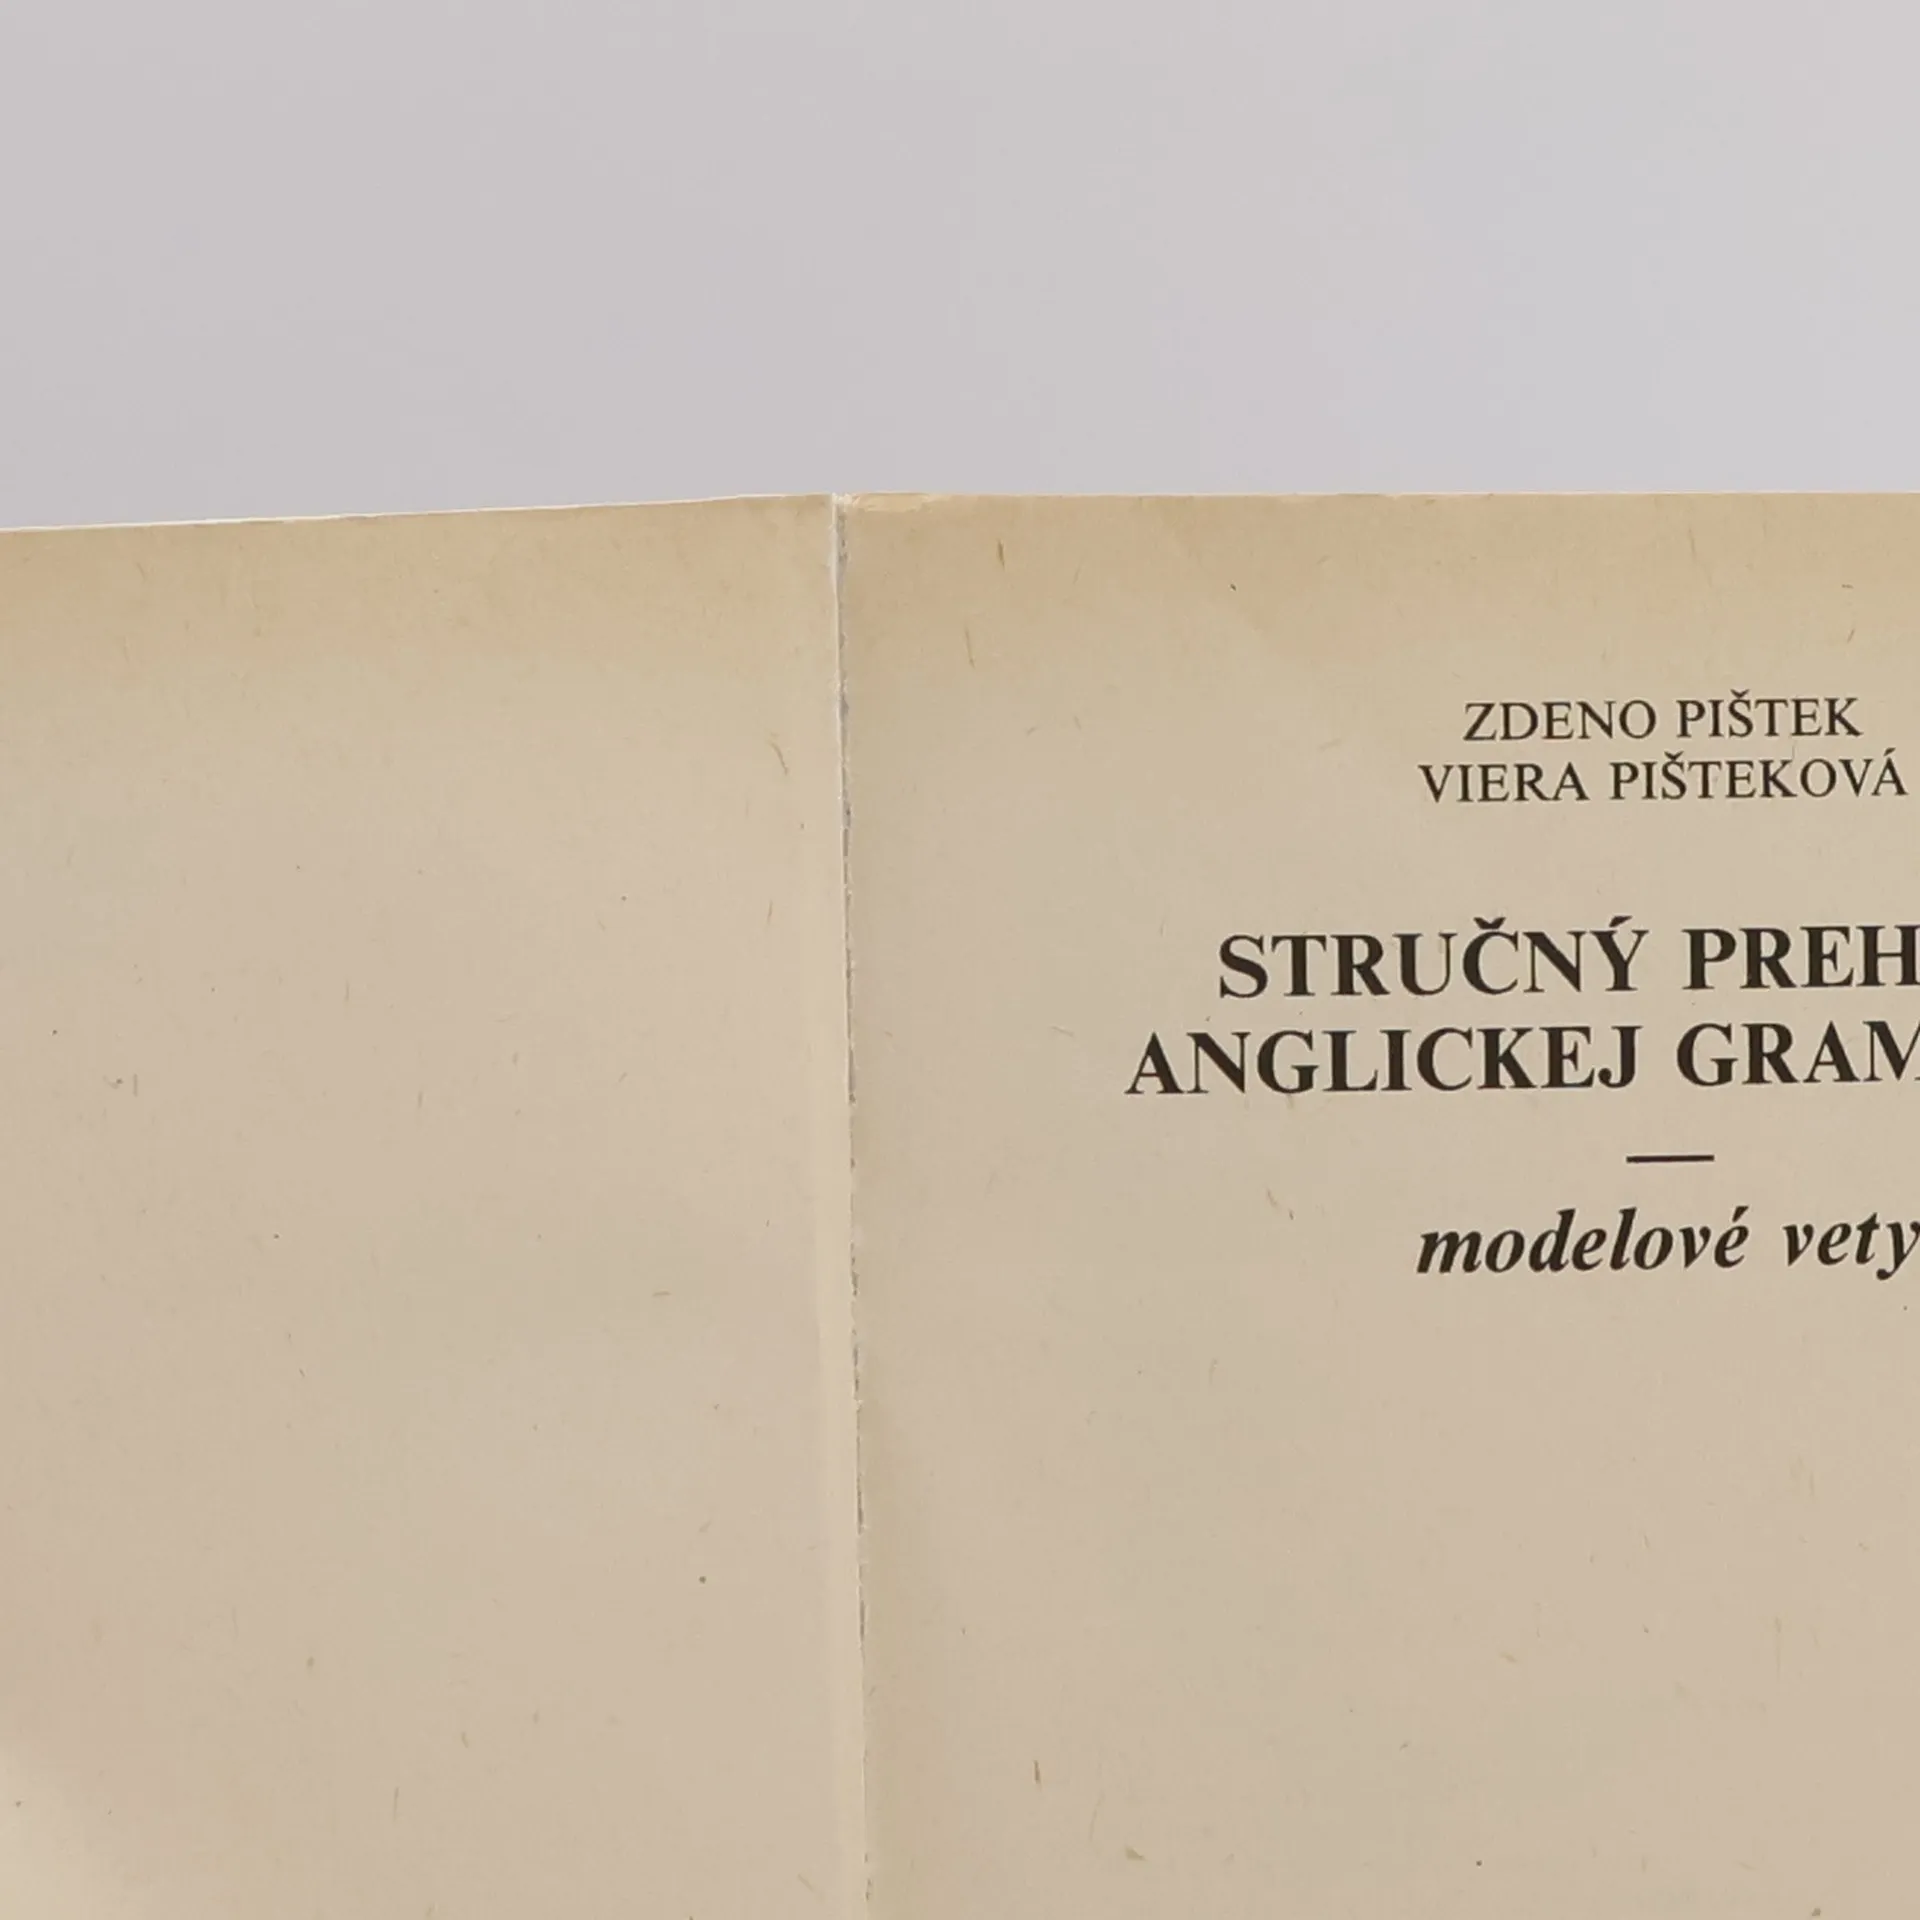 ZDENO PIŠTEK
VIERA PIŠTEKOVÁ
STRUČNÝ PREH
ANGLICKEJ GRAM
—
modelové vety